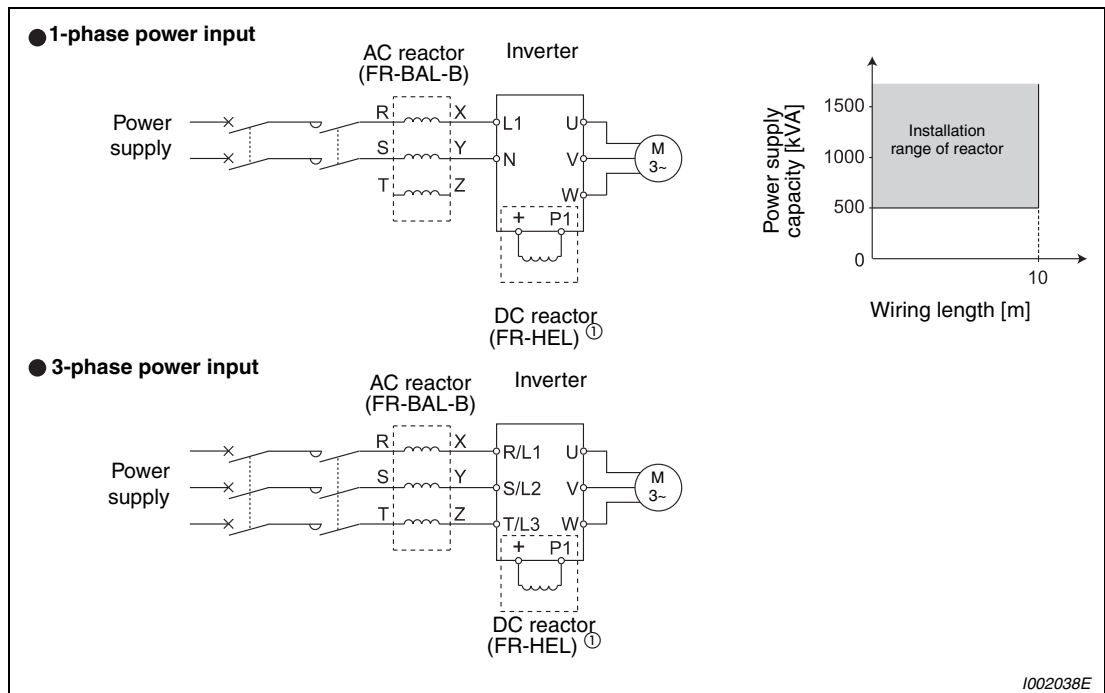 ●1-phase power input
AC reactor
(FR-BAL-B)
Inverter
Power
supply
R
X
S
Y
T
Z
L1
N
U
V
W
M
3~
+
P1
DC reactor
(FR-HEL) ①
Power supply
capacity [kVA]
1500
1000
500
0
Installation
range of reactor
10
Wiring length [m]
● 3-phase power input
AC reactor
(FR-BAL-B)
Inverter
Power
supply
R
X
S
Y
T
Z
R/L1
S/L2
T/L3
U
V
W
M
3~
+
P1
DC reactor
(FR-HEL) ①
I002038E